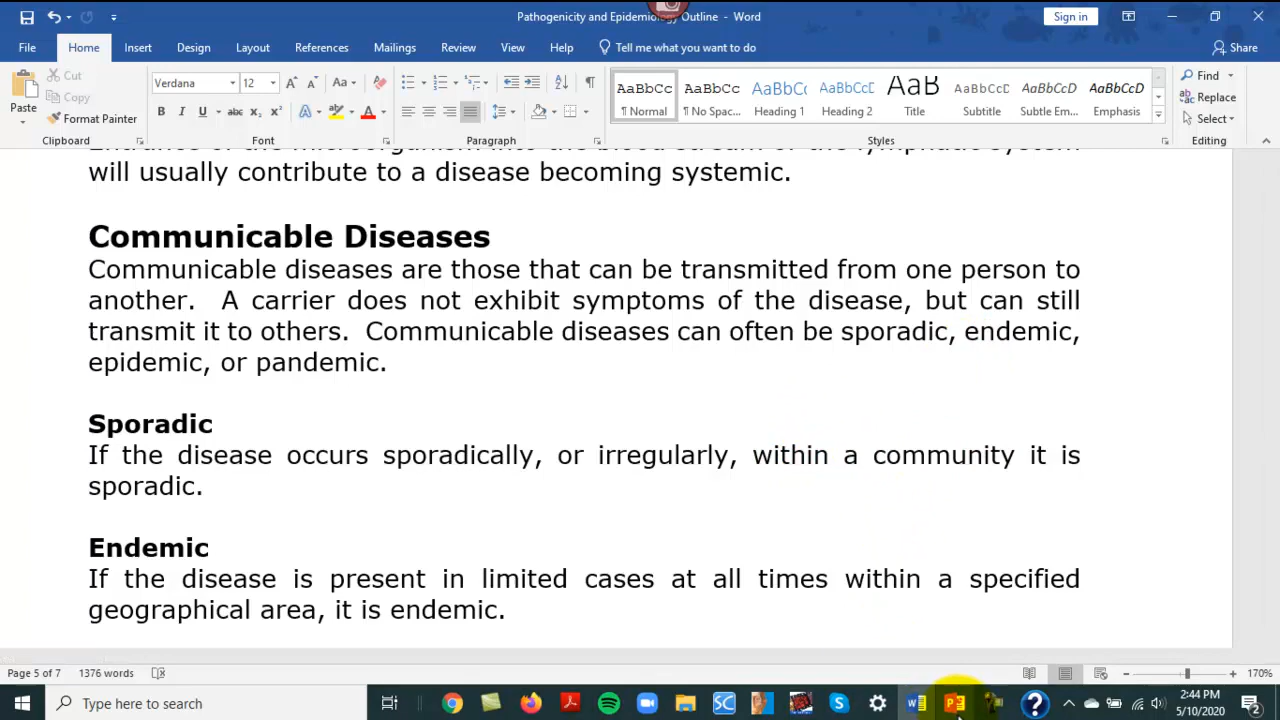 Pathogenicity and Epidemiology Outline - Word
Sign in
File Home Insert Design Layout References Mailings Review View Help Tell me what you want to do Share
Paste
Cut
Copy
Format Painter
Clipboard
Verdana 12
Font
Paragraph
AaBbCc AaBbCc AaBbCc AaBbCcD AaB AaBbCcD AaBbCcD AaBbCcD
¶ Normal ¶ No Spac... Heading 1 Heading 2 Title Subtitle Subtle Em... Emphasis
Styles
Find
Replace
Select
Editing
will usually contribute to a disease becoming systemic.
Communicable Diseases
Communicable diseases are those that can be transmitted from one person to
another. A carrier does not exhibit symptoms of the disease, but can still
transmit it to others. Communicable diseases can often be sporadic, endemic,
epidemic, or pandemic.
Sporadic
If the disease occurs sporadically, or irregularly, within a community it is
sporadic.
Endemic
If the disease is present in limited cases at all times within a specified
geographical area, it is endemic.
Page 5 of 7 1376 words 170%
Type here to search
2:44 PM
5/10/2020